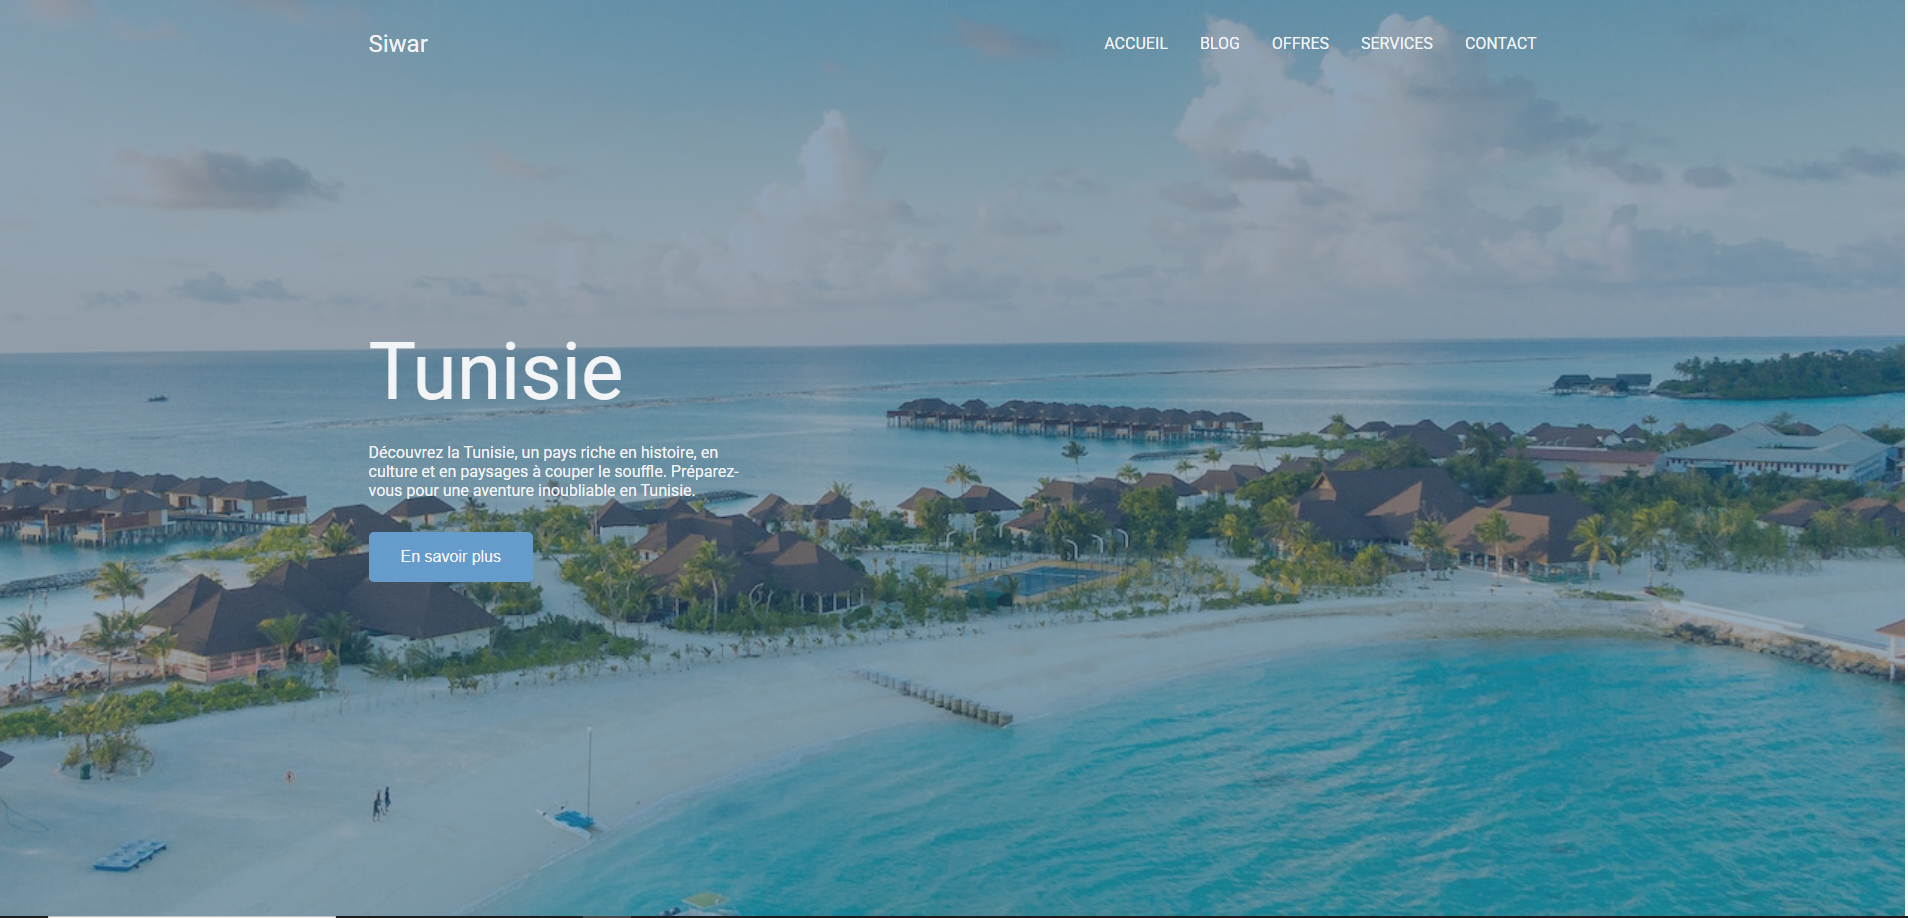 Siwar
ACCUEIL BLOG OFFRES SERVICES CONTACT
Tunisie
Découvrez la Tunisie, un pays riche en histoire, en
culture et en paysages à couper le souffle. Préparez-
vous pour une aventure inoubliable en Tunisie.
En savoir plus